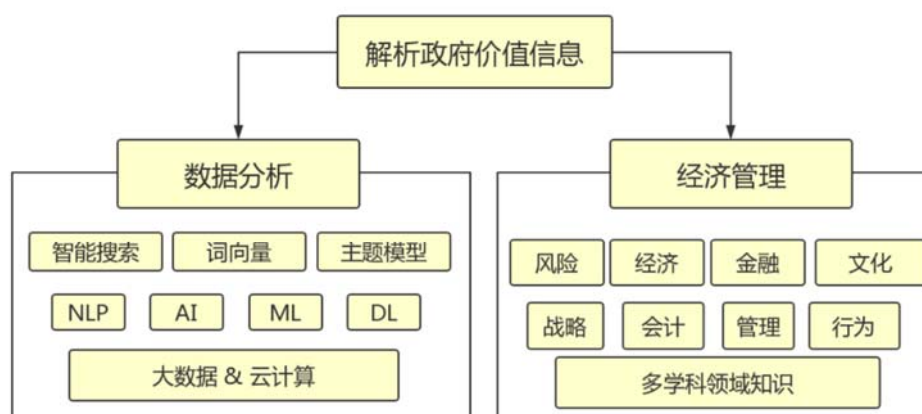 解析政府价值信息
数据分析
经济管理
智能搜索 词向量 主题模型
NLP AI ML DL
大数据 & 云计算
风险 经济 金融 文化
战略 会计 管理 行为
多学科领域知识